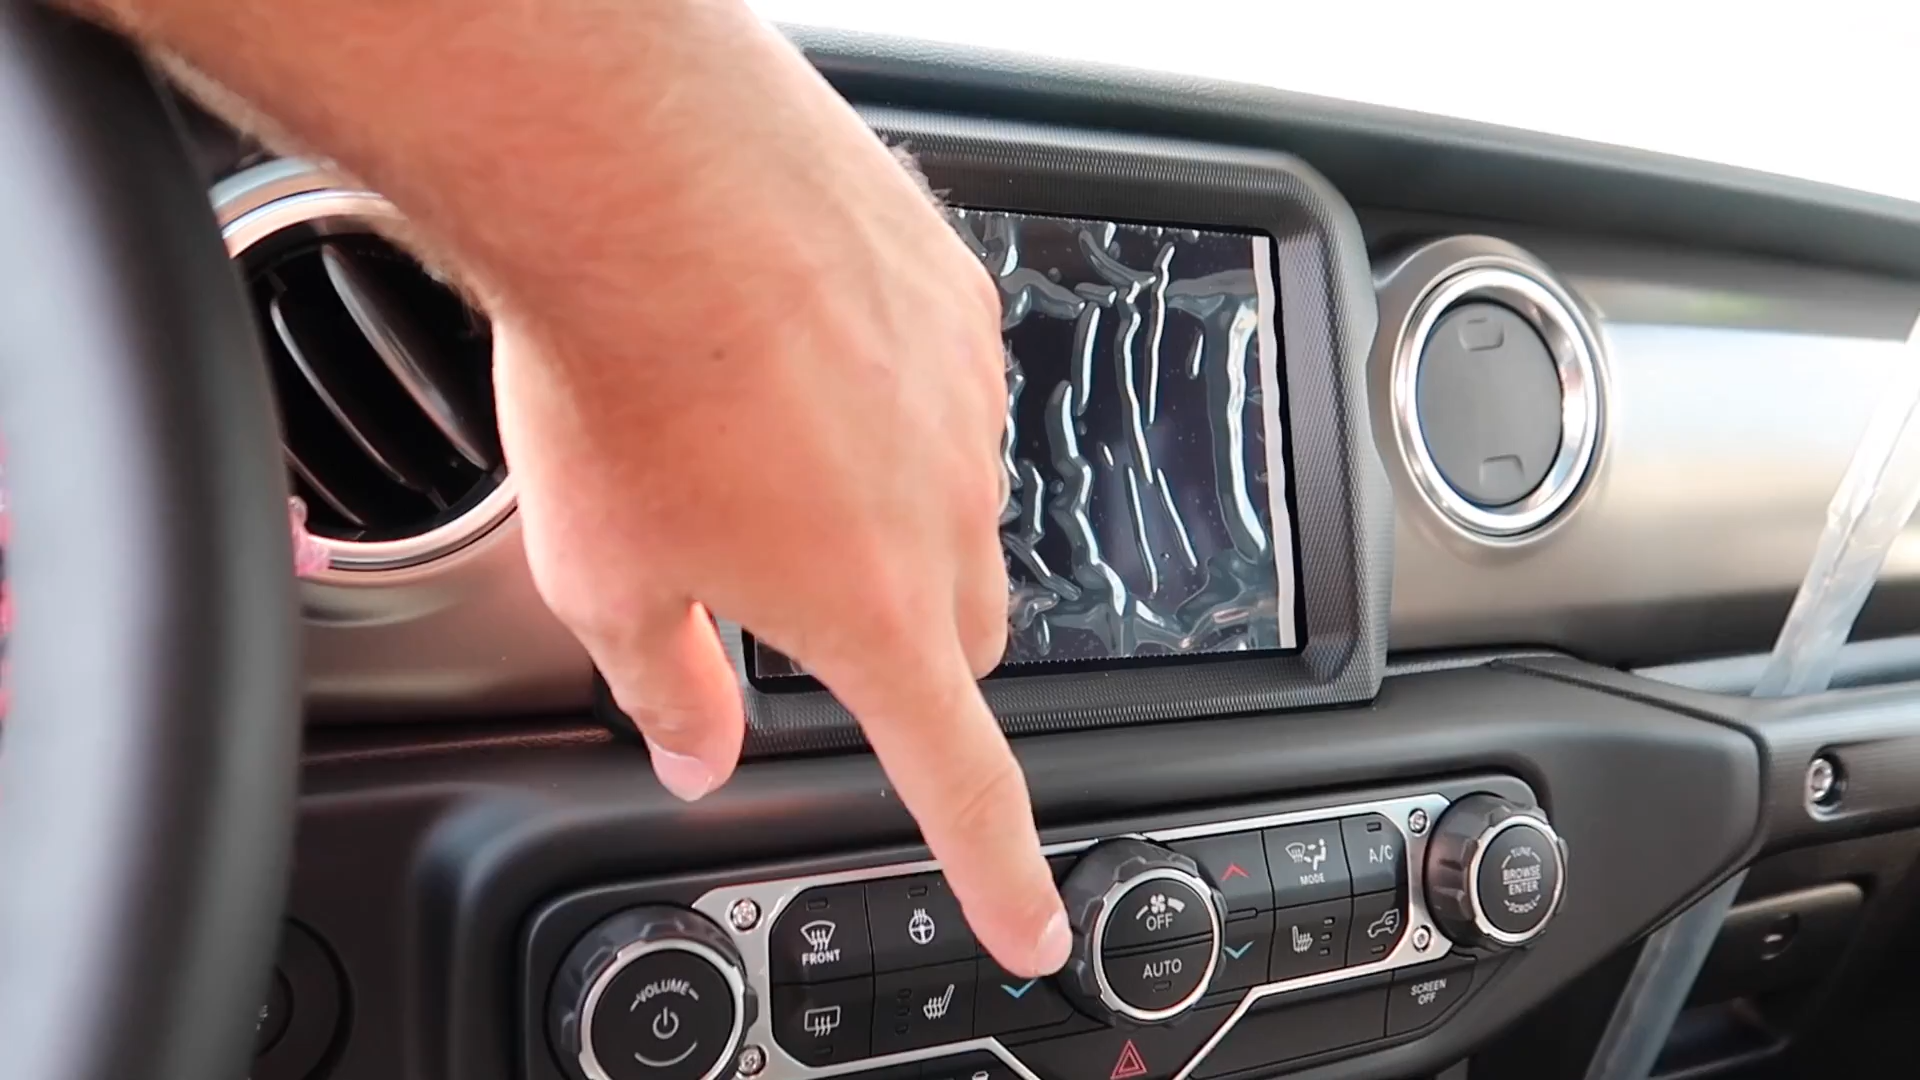 FRONT
VOLUME
OFF
AUTO
MODE
A/C
TUNE
BROWSE
ENTER
SCROLL
SCREEN
OFF